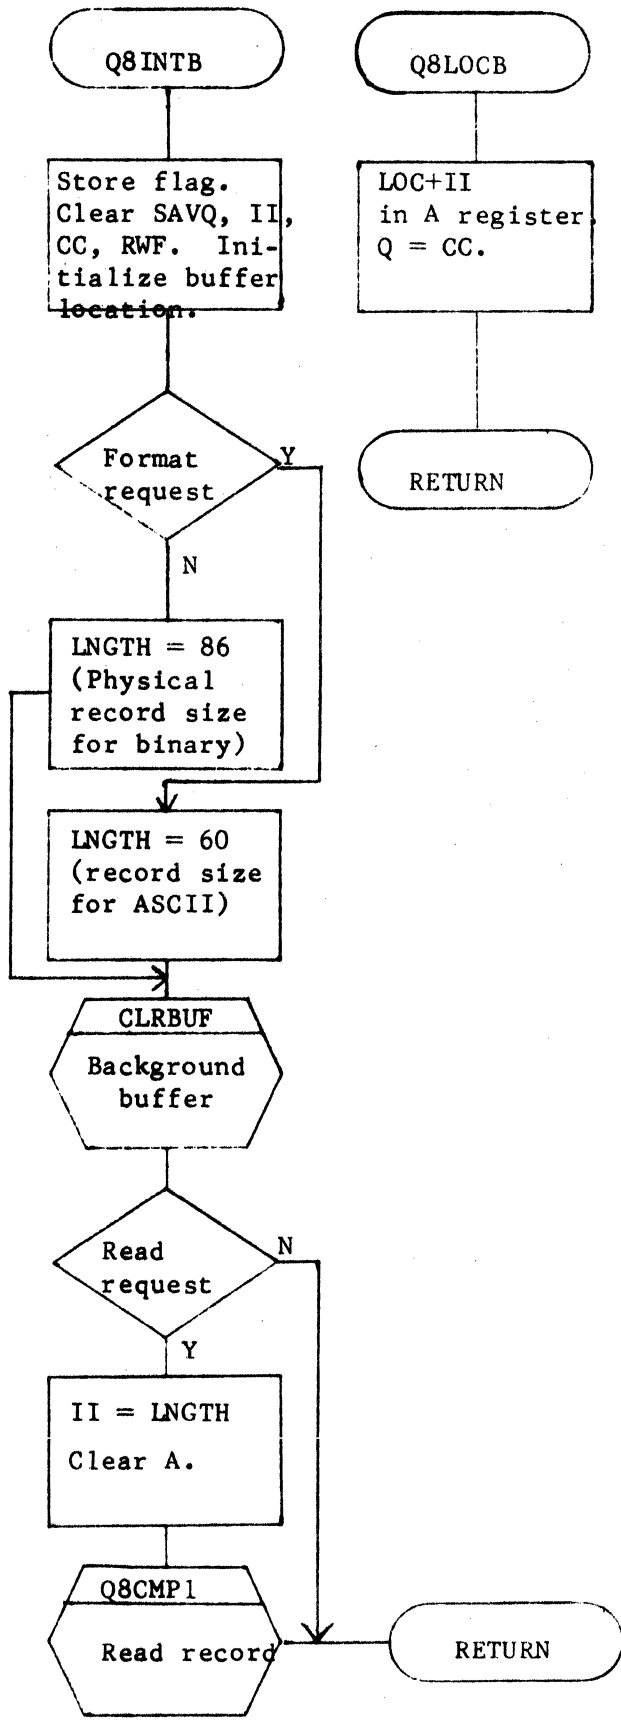 Q8INTB
Store flag.
Clear SAVQ, II,
CC, RWF. Ini-
tialize buffer
location.
Format
request
Y
N
LNGTH = 86
(Physical
record size
for binary)
LNGTH = 60
(record size
for ASCII)
CLRBUF
Background
buffer
Read
request
N
Y
II = LNGTH
Clear A.
Q8CMP1
Read record
RETURN
Q8LOCB
LOC+II
in A register
Q = CC.
RETURN